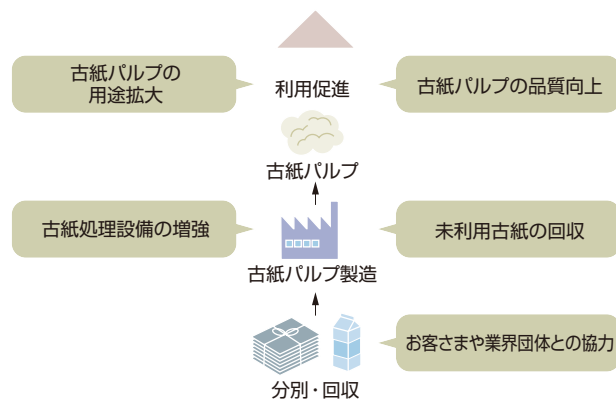 古紙パルプの
用途拡大
利用促進
古紙パルプの品質向上
古紙パルプ
古紙処理設備の増強
未利用古紙の回収
古紙パルプ製造
お客さまや業界団体との協力
分別・回収